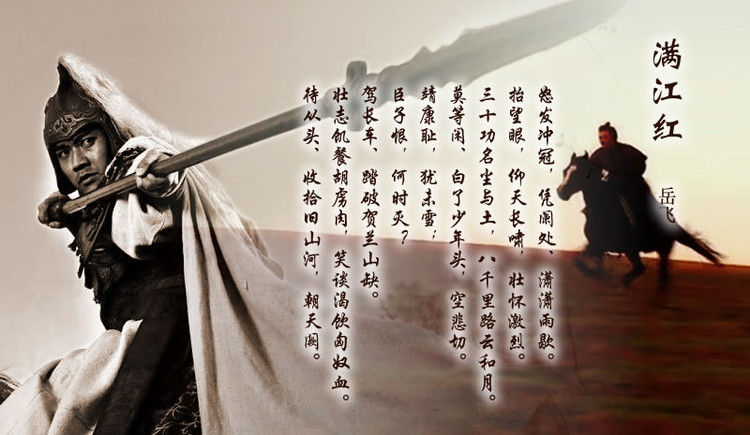 满江红
岳飞
怒发冲冠，凭阑处、潇潇雨歇。
抬望眼，仰天长啸，壮怀激烈。
三十功名尘与土，八千里路云和月。
莫等闲、白了少年头，空悲切。
靖康耻，犹未雪；
臣子恨，何时灭？
驾长车、踏破贺兰山缺。
壮志饥餐胡虏肉，笑谈渴饮匈奴血。
待从头、收拾旧山河，朝天阙。